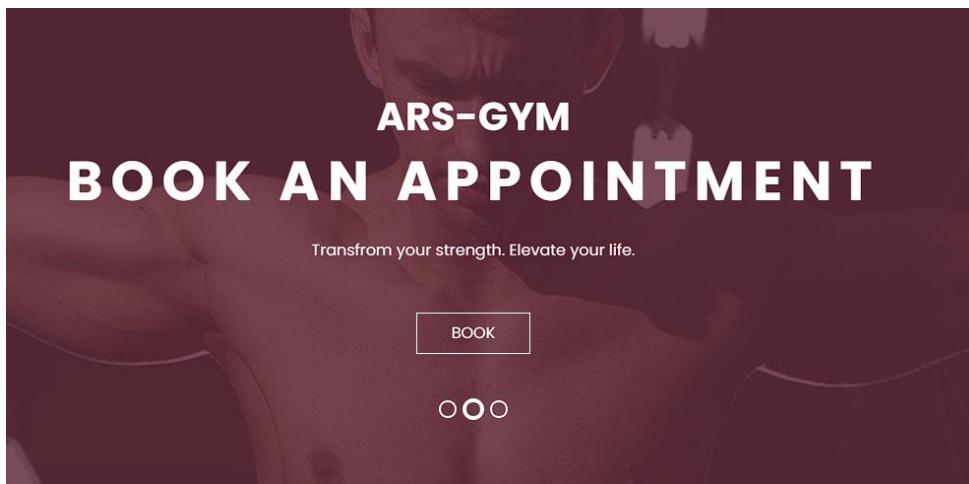 ARS-GYM
BOOK AN APPOINTMENT
Transfrom your strength. Elevate your life.
BOOK